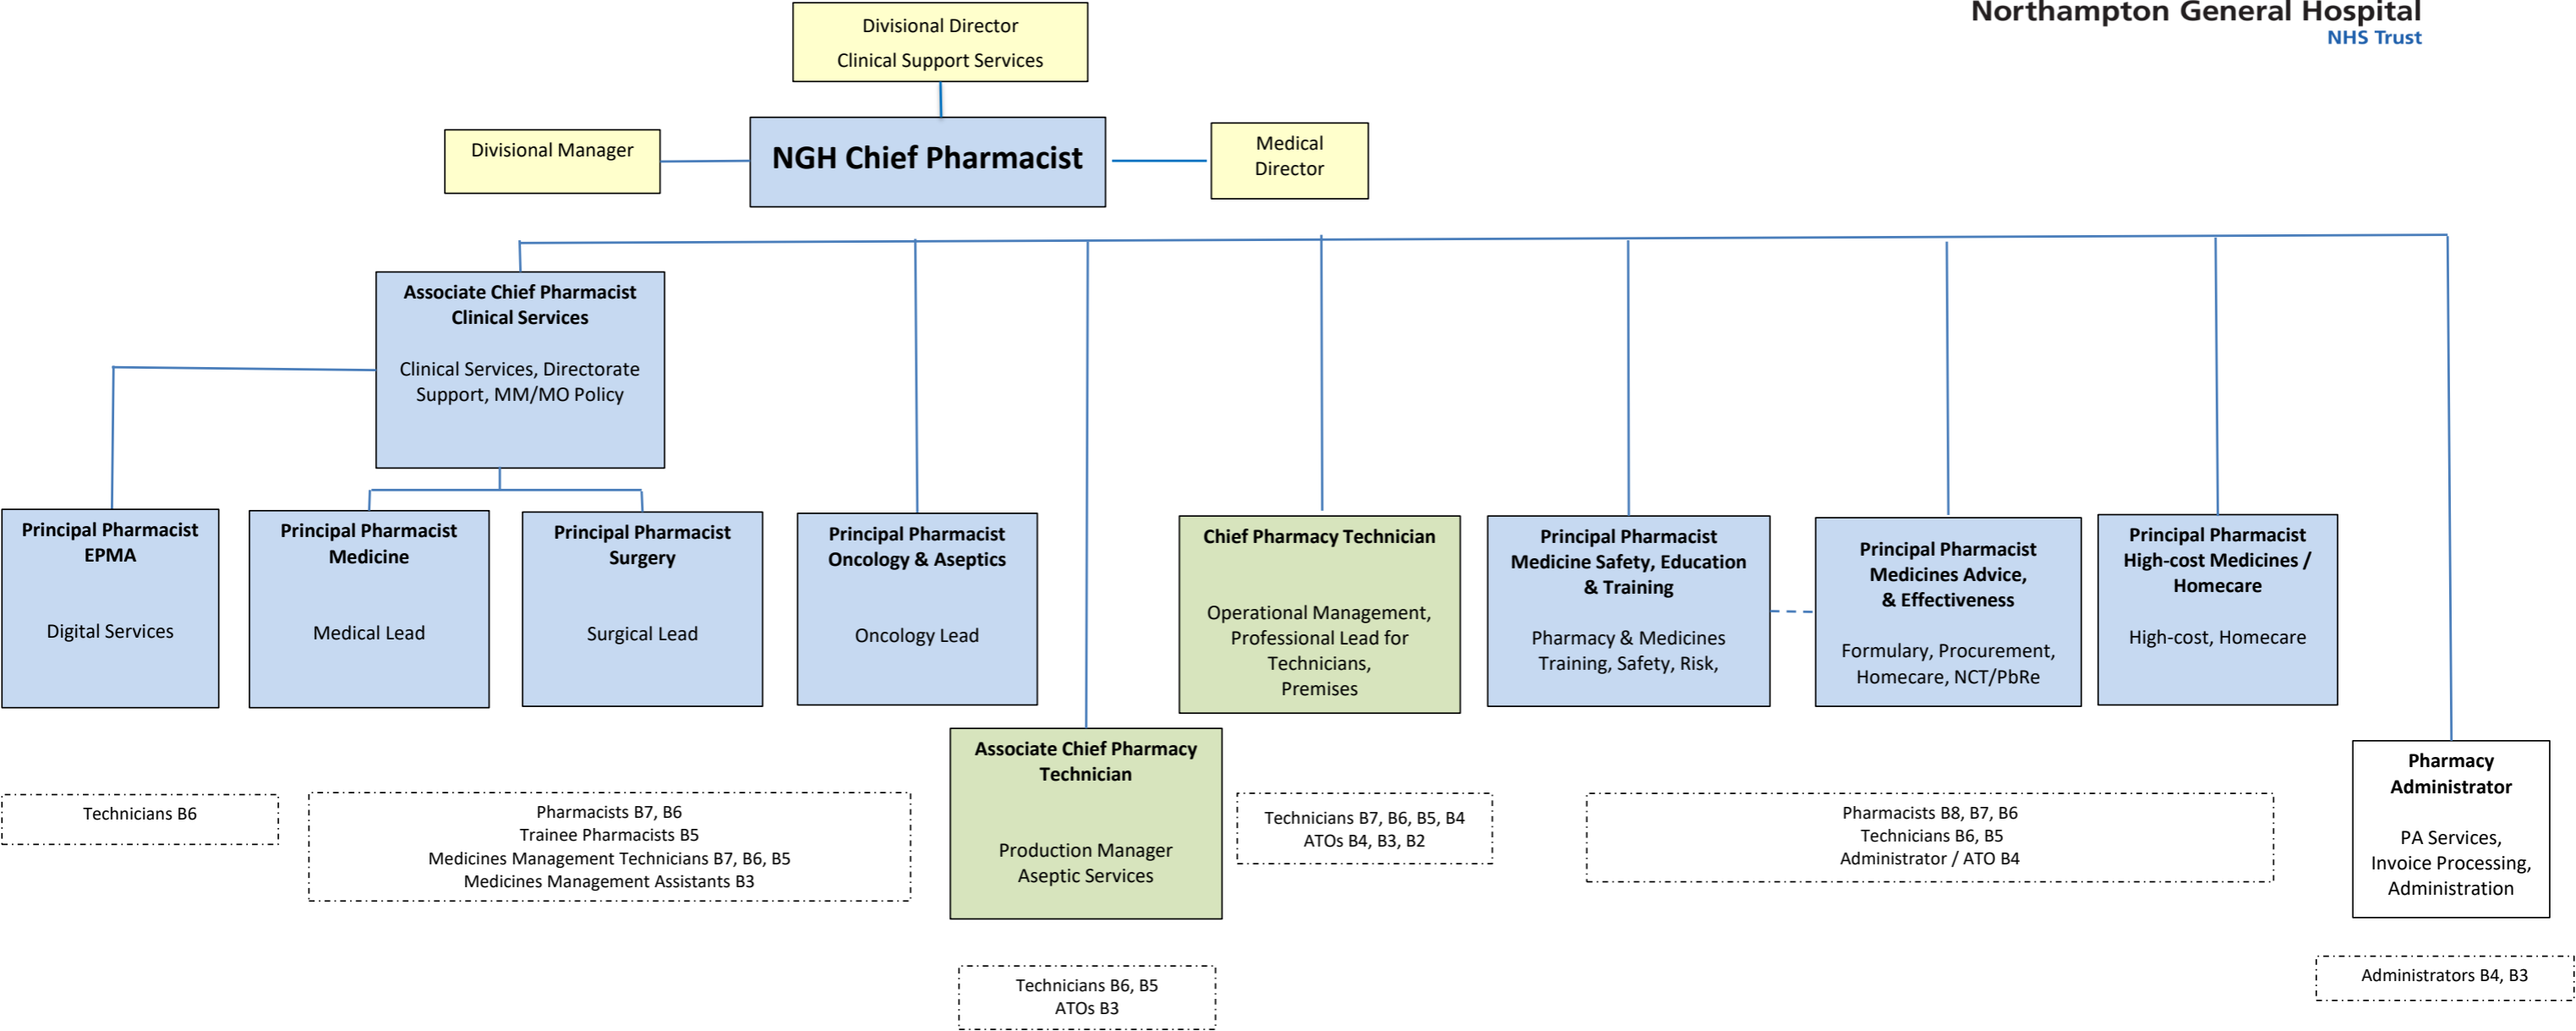 Northampton General Hospital
NHS Trust
Divisional Director
Clinical Support Services
Divisional Manager
NGH Chief Pharmacist
Medical
Director
Associate Chief Pharmacist
Clinical Services
Clinical Services, Directorate
Support, MM/MO Policy
Principal Pharmacist
EPMA
Digital Services
Principal Pharmacist
Medicine
Medical Lead
Principal Pharmacist
Surgery
Surgical Lead
Principal Pharmacist
Oncology & Aseptics
Oncology Lead
Chief Pharmacy Technician
Operational Management,
Professional Lead for
Technicians,
Premises
Principal Pharmacist
Medicine Safety, Education
& Training
Pharmacy & Medicines
Training, Safety, Risk,
Principal Pharmacist
Medicines Advice,
& Effectiveness
Formulary, Procurement,
Homecare, NCT/PbRe
Principal Pharmacist
High-cost Medicines /
Homecare
High-cost, Homecare
Associate Chief Pharmacy
Technician
Production Manager
Aseptic Services
Pharmacy
Administrator
PA Services,
Invoice Processing,
Administration
Technicians B6
Pharmacists B7, B6
Trainee Pharmacists B5
Medicines Management Technicians B7, B6, B5
Medicines Management Assistants B3
Technicians B7, B6, B5, B4
ATOs B4, B3, B2
Pharmacists B8, B7, B6
Technicians B6, B5
Administrator / ATO B4
Technicians B6, B5
ATOs B3
Administrators B4, B3